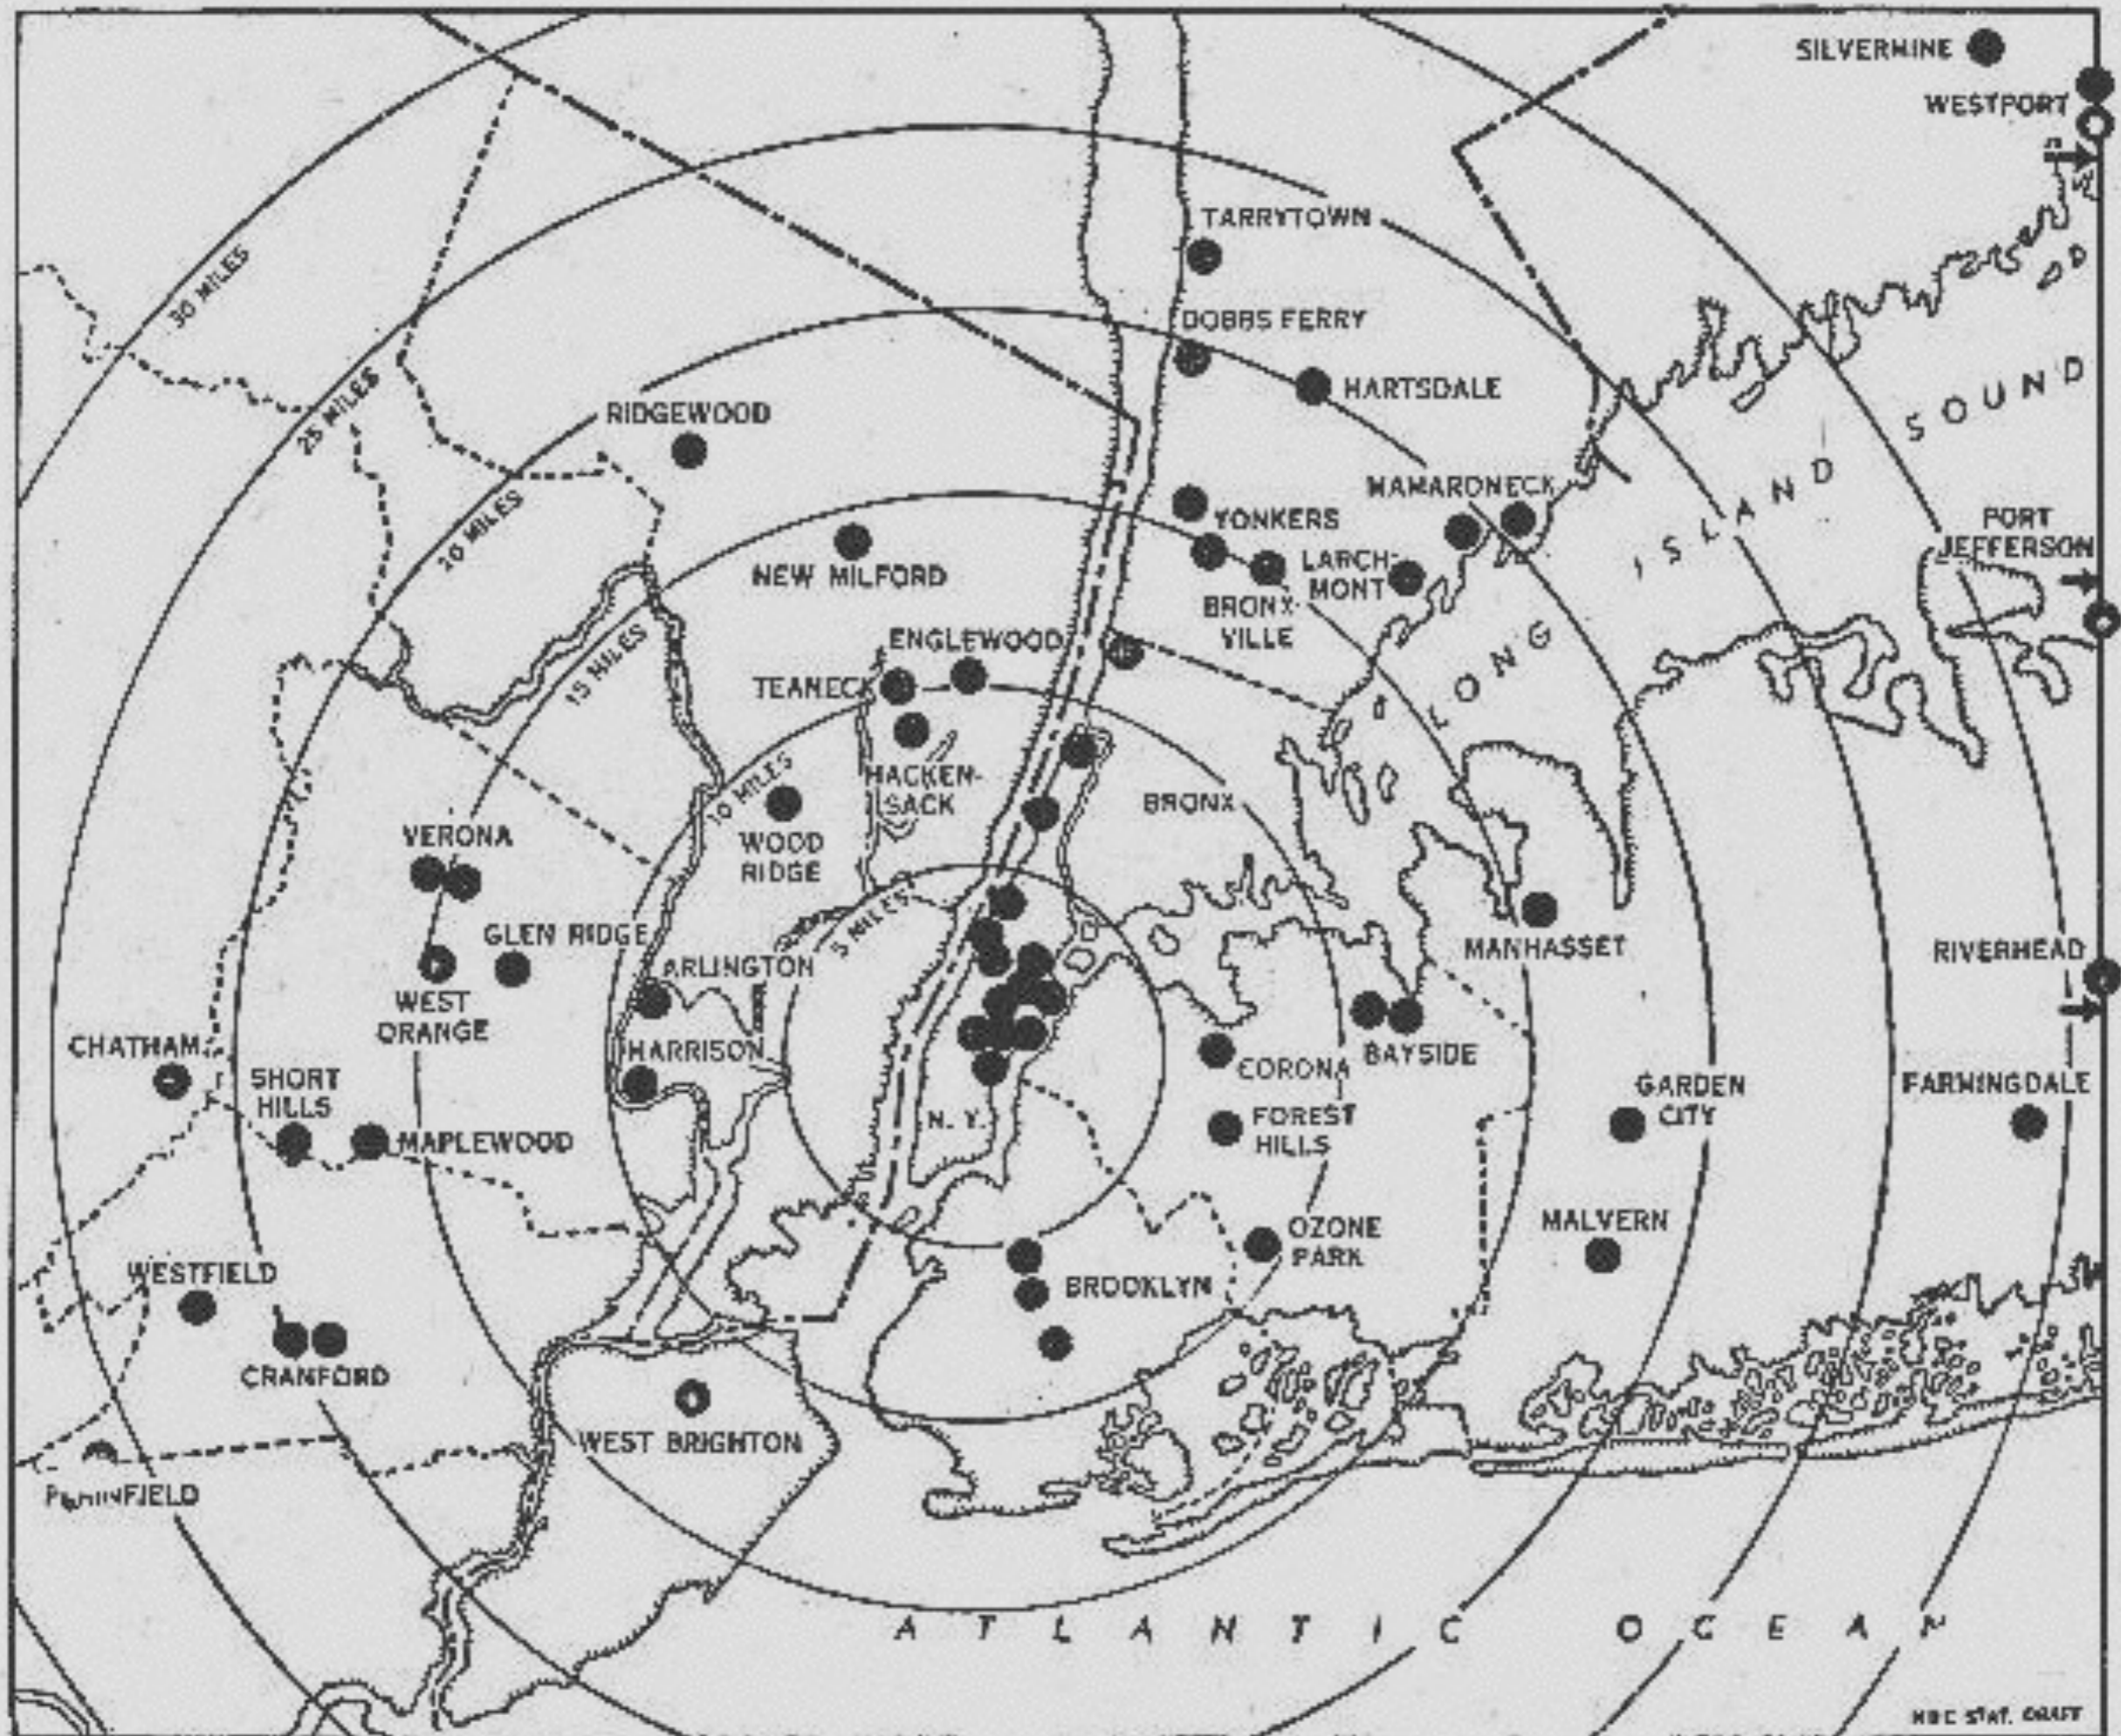 SILVERMINE
WESTPORT
TARRYTOWN
30 MILES
DOBBS FERRY
HARTSDALE
25 MILES
RIDGEWOOD
SOUND
MAMARONECK
ISLAND
20 MILES
YONKERS
PORT
JEFFERSON
NEW MILFORD
LARCH-
MONT
BRONX-
VILLE
ENGLEWOOD
LONG
15 MILES
TEANECK
HACKEN-
SACK
10 MILES
BRONX
VERONA
WOOD
RIDGE
5 MILES
GLEN RIDGE
MANHASSET
RIVERHEAD
ARLINGTON
WEST
ORANGE
CHATHAM
HARRISON
CORONA
BAYSIDE
SHORT
HILLS
GARDEN
CITY
FARMINGDALE
N. Y.
FOREST
HILLS
MAPLEWOOD
MALVERN
OZONE
PARK
WESTFIELD
BROOKLYN
CRANFORD
WEST BRIGHTON
PLAINFIELD
ATLANTIC OCEAN
STAT. DRAFT